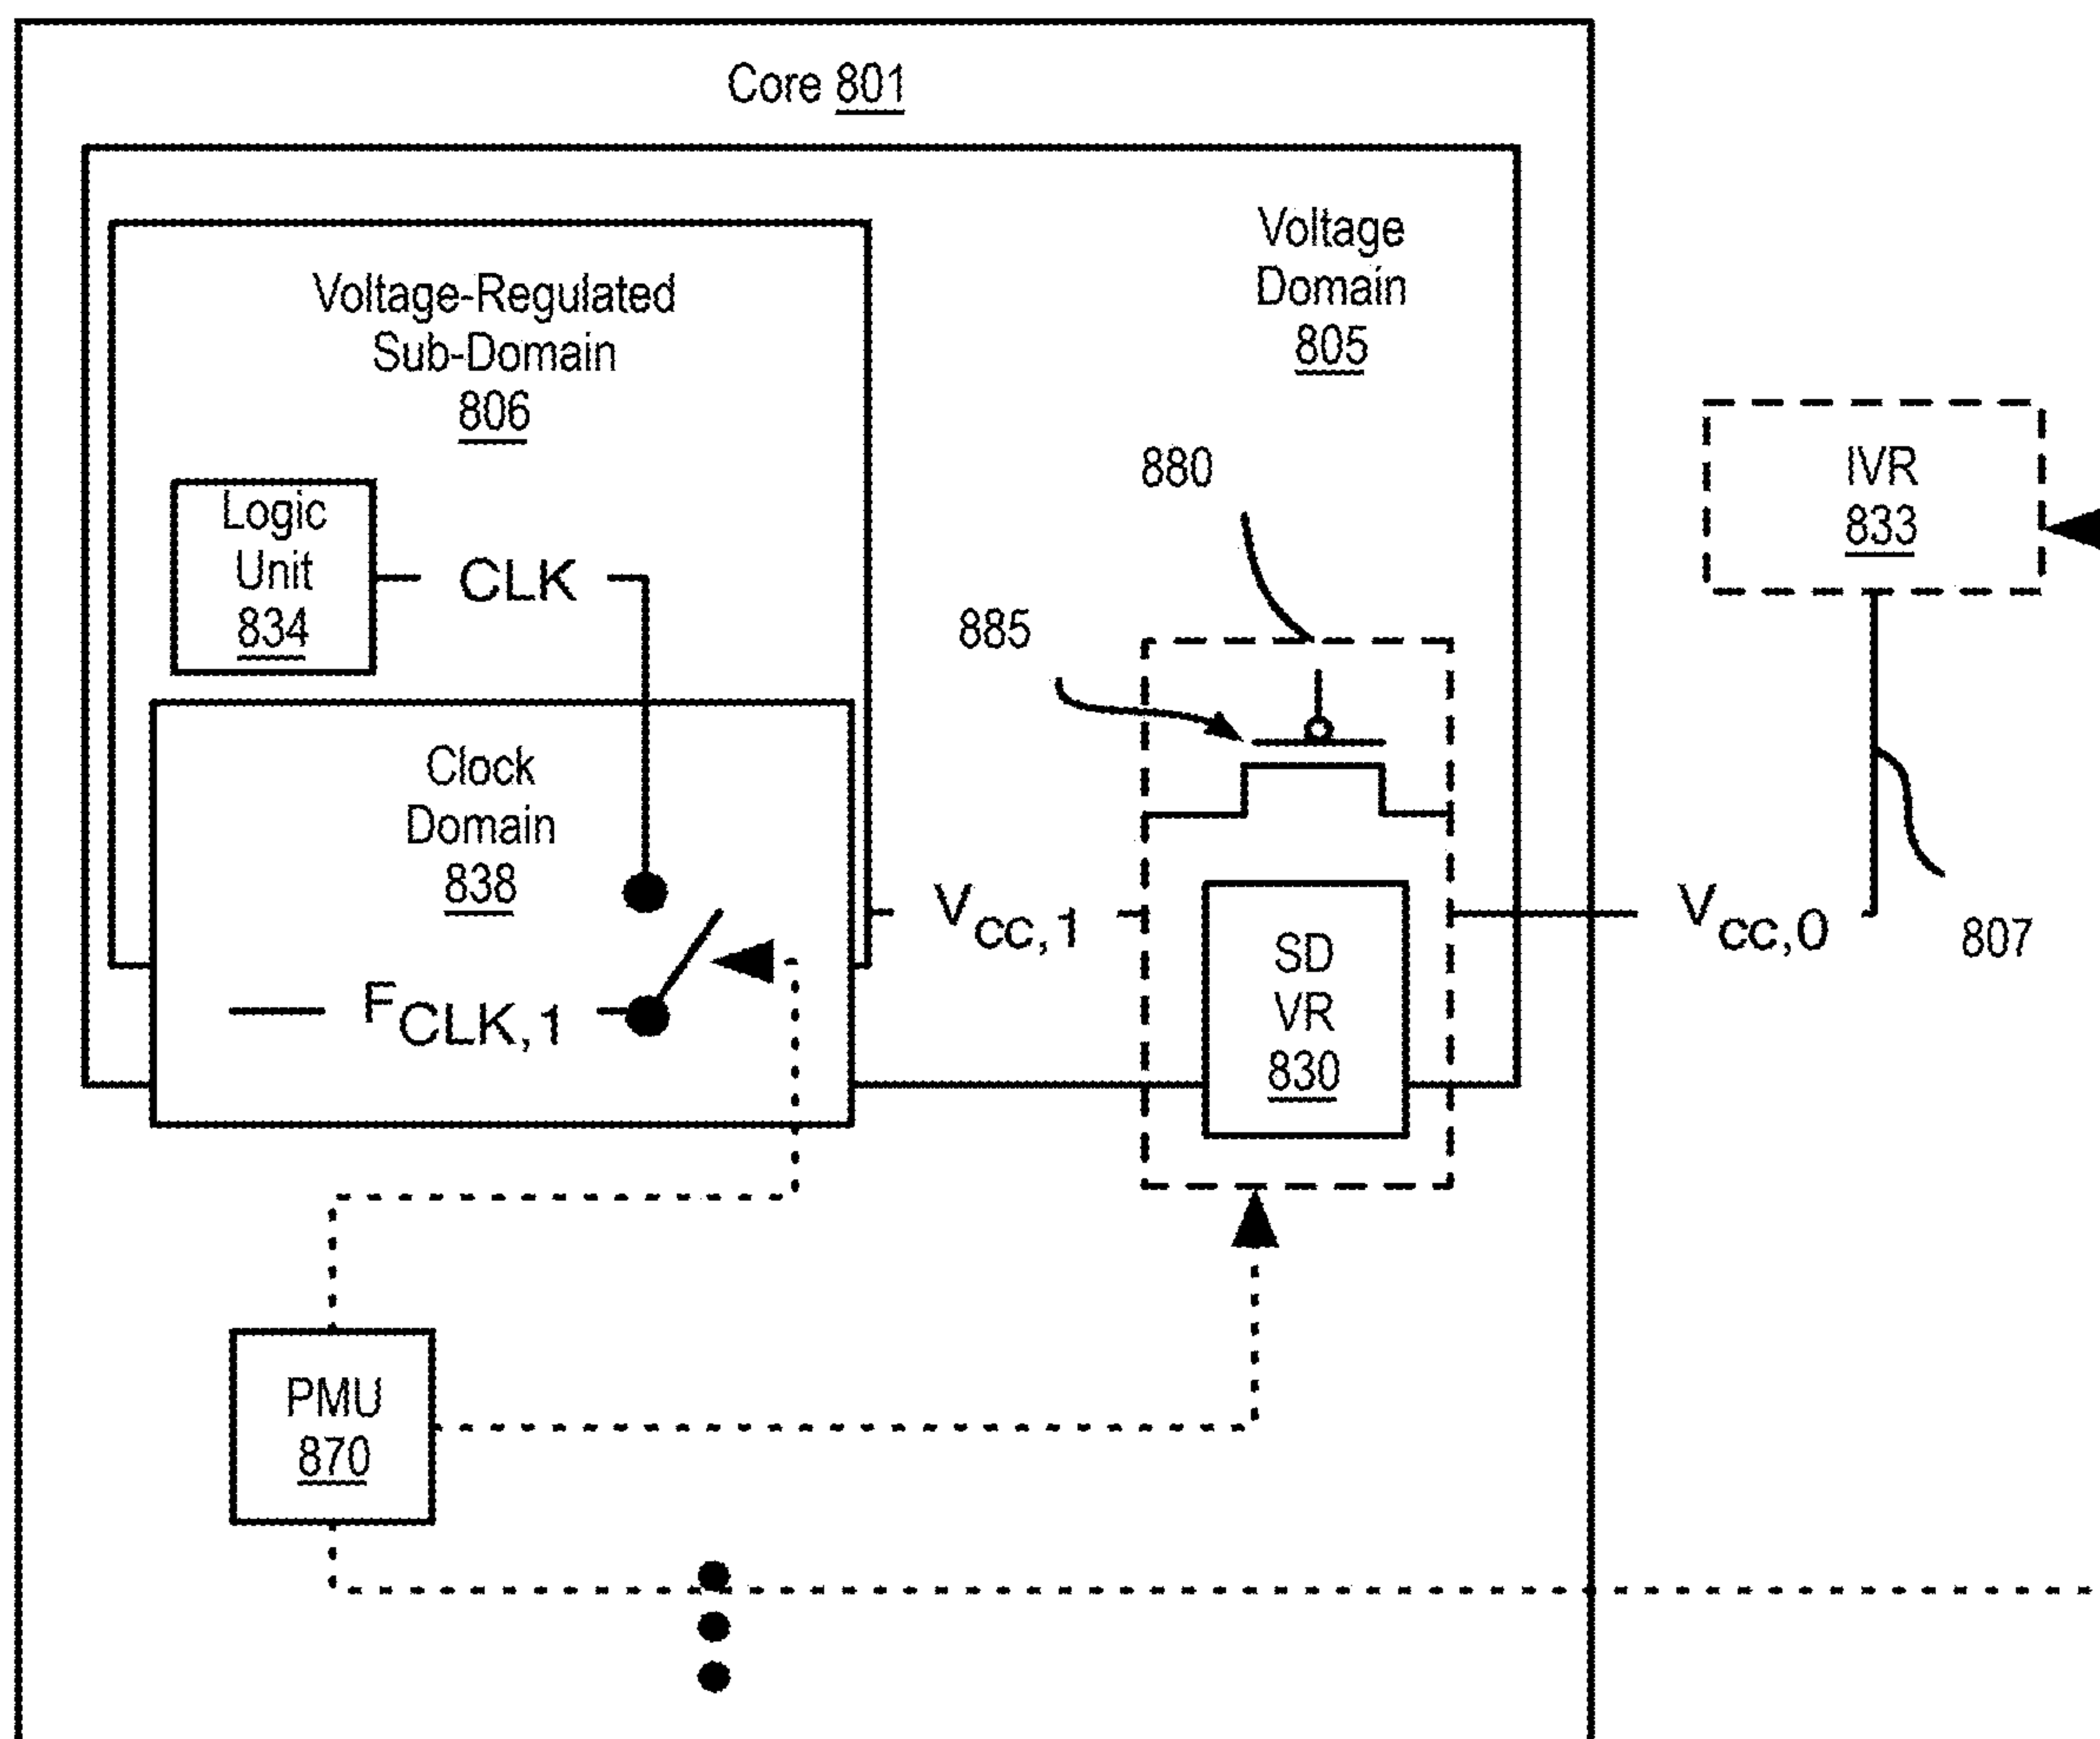 Core 801
Voltage
Domain
805
Voltage-Regulated
Sub-Domain
806
880
IVR
833
Logic
Unit
834
CLK
885
Clock
Domain
838
VCC,1
VCC,0
807
SD
VR
830
FCLK,1
PMU
870